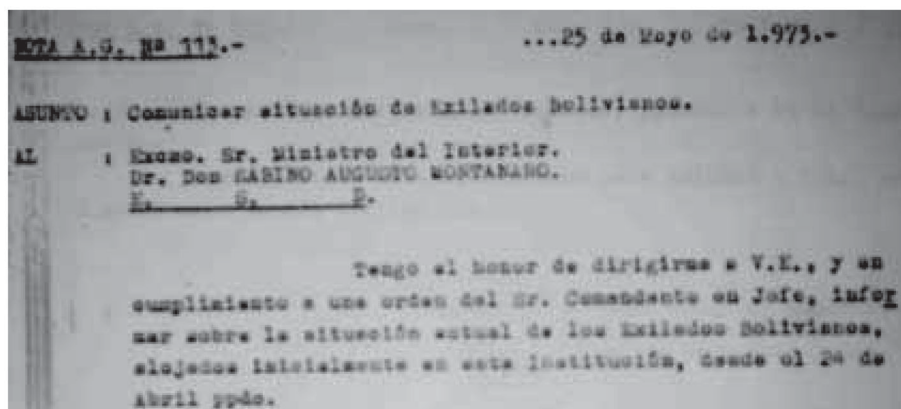 NOTA A.G. Nº 113.-
...25 de Mayo de 1.973.-
ASUNTO : Comunicar situación de Exilados Bolivianos.
AL : Excmo. Sr. Ministro del Interior.
Dr. Don SABINO AUGUSTO MONTANARO.
E. S. D.
Tengo el honor de dirigirme a V.E., y en
cumplimiento a una orden del Sr. Comandante en Jefe, infor
mar sobre la situación actual de los Exilados Bolivianos,
alojados inicialmente en esta Institución, desde el 24 de
Abril ppdo.